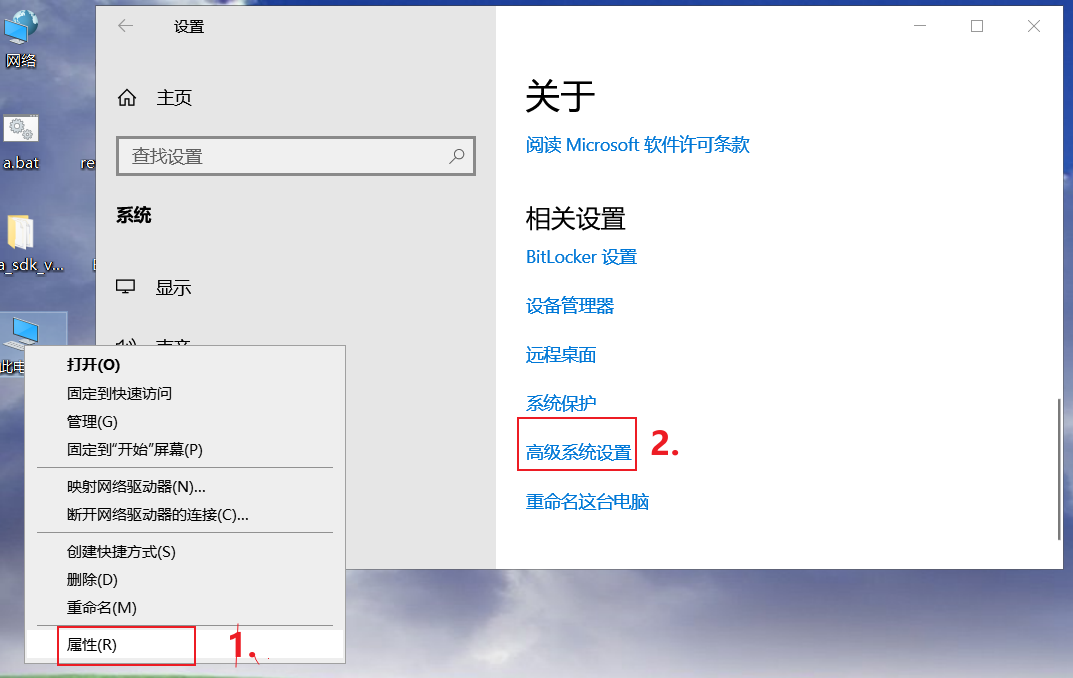 网络
a.bat
re
a_sdk_v...
此电
设置
主页
查找设置
系统
显示
声音
打开(O)
固定到快速访问
管理(G)
固定到"开始"屏幕(P)
映射网络驱动器(N)...
断开网络驱动器的连接(C)...
创建快捷方式(S)
删除(D)
重命名(M)
属性(R)
1.
关于
阅读 Microsoft 软件许可条款
相关设置
BitLocker 设置
设备管理器
远程桌面
系统保护
高级系统设置
2.
重命名这台电脑